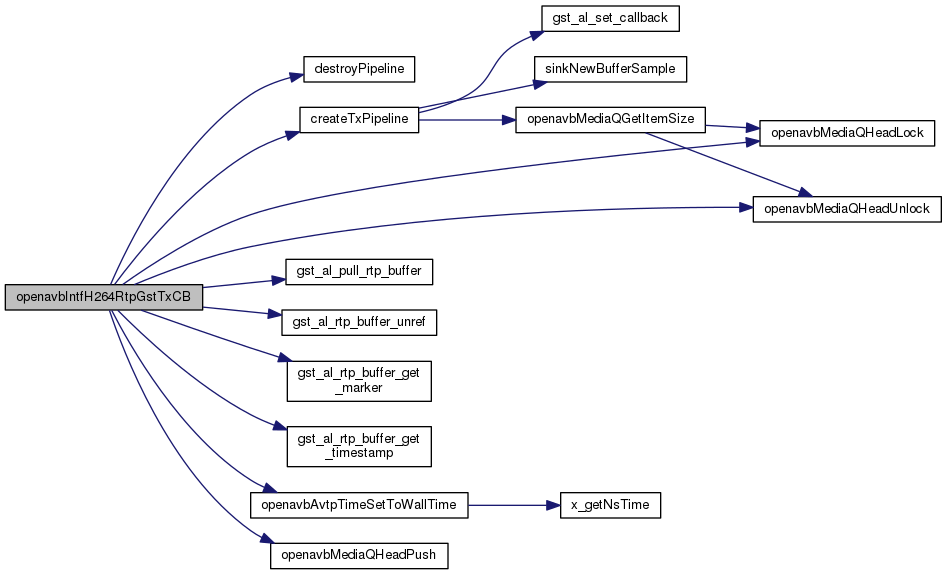 gst_al_set_callback
destroyPipeline
sinkNewBufferSample
createTxPipeline
openavbMediaQGetItemSize
openavbMediaQHeadLock
openavbMediaQHeadUnlock
gst_al_pull_rtp_buffer
openavbIntfH264RtpGstTxCB
gst_al_rtp_buffer_unref
gst_al_rtp_buffer_get
_marker
gst_al_rtp_buffer_get
_timestamp
openavbAvtpTimeSetToWallTime
x_getNsTime
openavbMediaQHeadPush